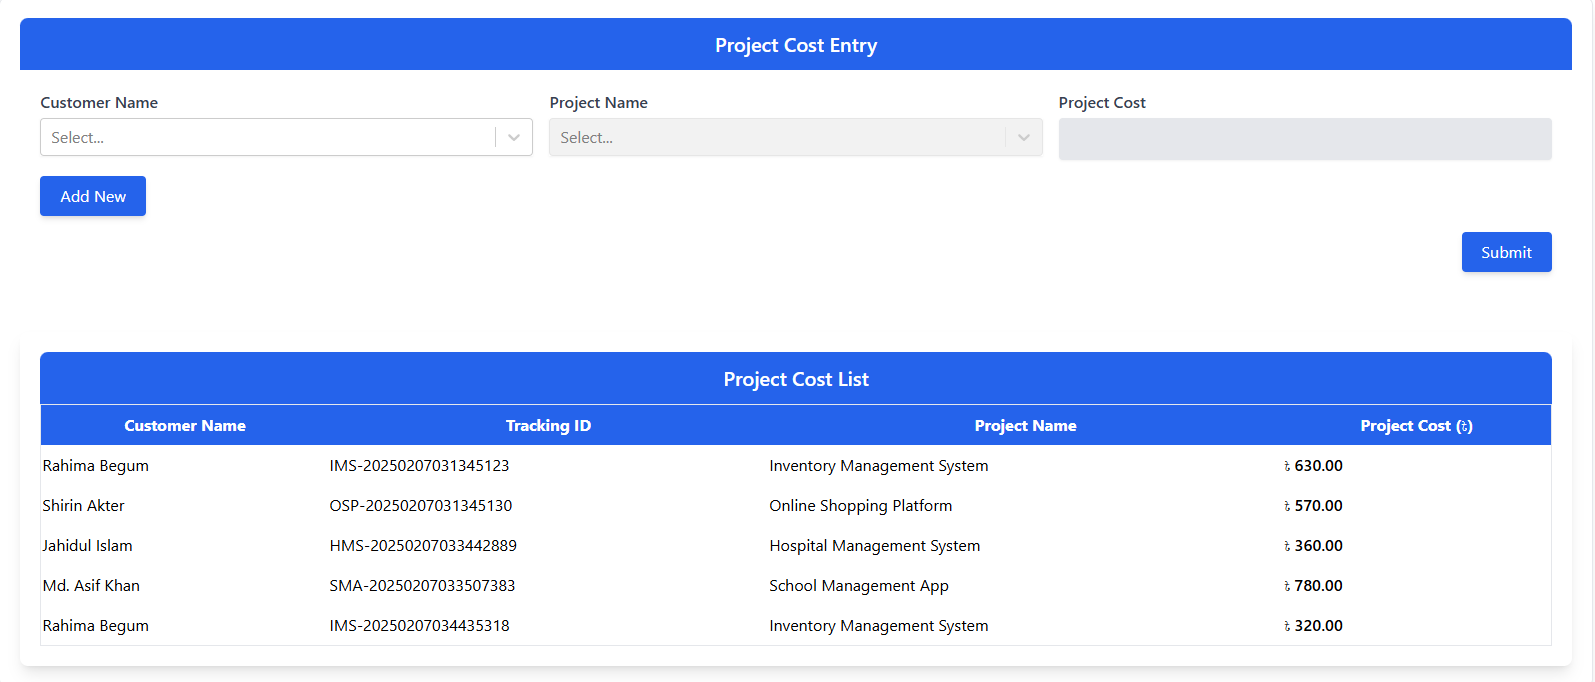 Project Cost Entry
Customer Name Project Name Project Cost
Select... Select...
Add New
Submit
Project Cost List
Customer Name Tracking ID Project Name Project Cost (৳)
Rahima Begum IMS-20250207031345123 Inventory Management System ৳ 630.00
Shirin Akter OSP-20250207031345130 Online Shopping Platform ৳ 570.00
Jahidul Islam HMS-20250207033442889 Hospital Management System ৳ 360.00
Md. Asif Khan SMA-20250207033507383 School Management App ৳ 780.00
Rahima Begum IMS-20250207034435318 Inventory Management System ৳ 320.00